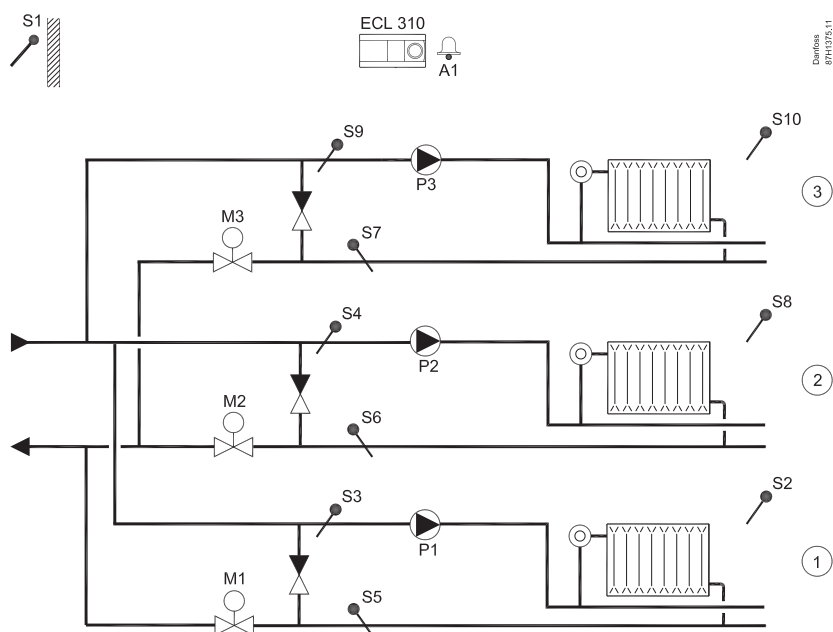 S1
ECL 310
A1
Danfoss
87H1375.11
S9
S10
P3
3
M3
S7
S4
S8
P2
2
M2
S6
S3
S2
P1
1
M1
S5